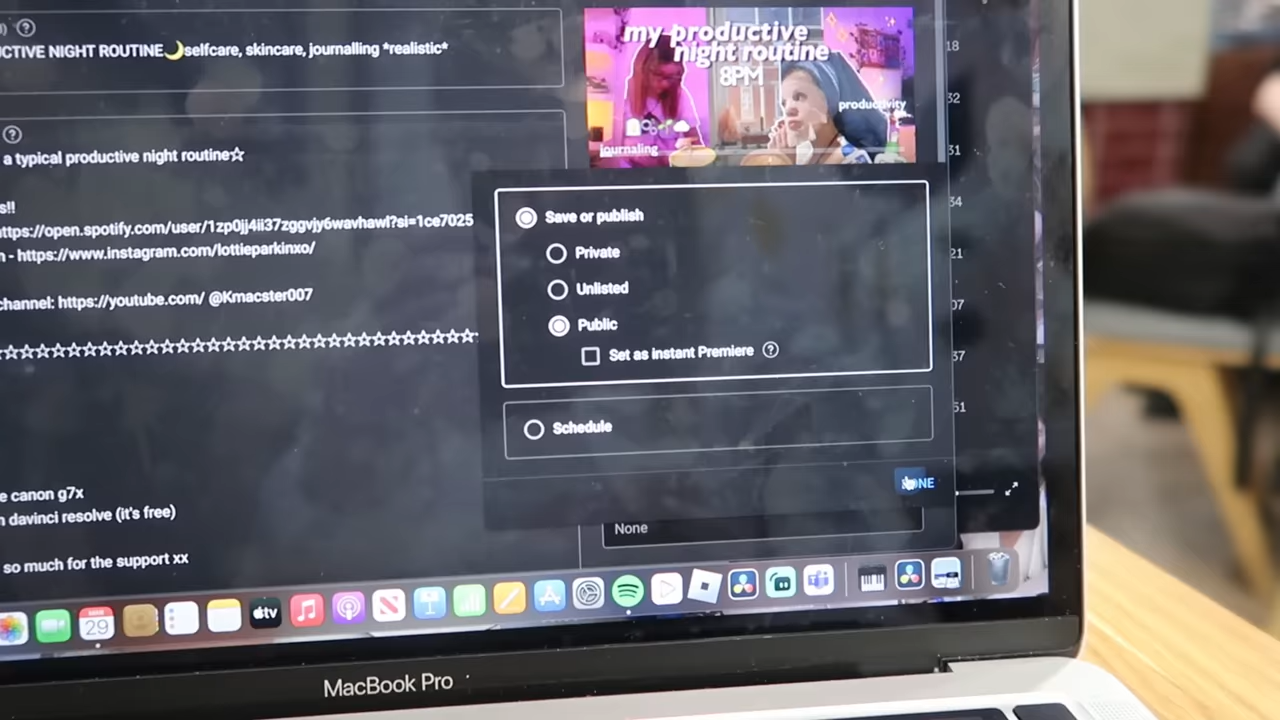 CTIVE NIGHT ROUTINE🌙selfcare, skincare, journalling *realistic*
my productive
night routine
8PM
productivity
journaling
a typical productive night routine☆
s!!
https://open.spotify.com/user/1zp0jj4ii37zggvjy6wavhawl?si=1ce7025
- https://www.instagram.com/lottieparkinxo/
channel: https://youtube.com/ @Kmacster007
☆☆☆☆☆☆☆☆☆☆☆☆☆☆☆☆☆☆☆☆☆☆☆☆☆☆☆☆☆☆☆☆☆☆☆☆
e canon g7x
davinci resolve (it's free)
so much for the support xx
Save or publish
Private
Unlisted
Public
Set as instant Premiere ?
Schedule
DONE
None
18
32
31
34
21
07
37
51
tv
29
MacBook Pro